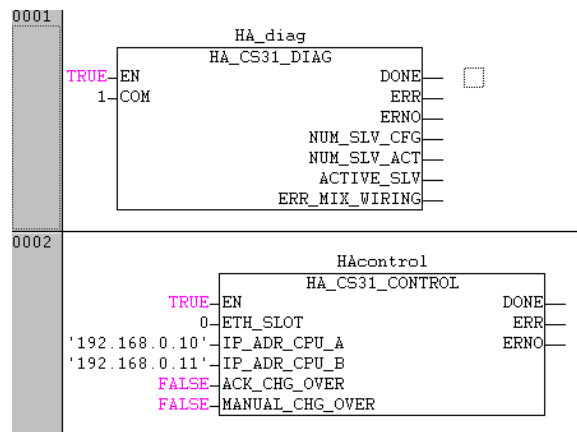 0001
HA_diag
HA_CS31_DIAG
TRUE EN DONE
1 COM ERR
ERNO
NUM_SLV_CFG
NUM_SLV_ACT
ACTIVE_SLV
ERR_MIX_WIRING
0002
HAcontrol
HA_CS31_CONTROL
TRUE EN DONE
0 ETH_SLOT ERR
'192.168.0.10' IP_ADR_CPU_A ERNO
'192.168.0.11' IP_ADR_CPU_B
FALSE ACK_CHG_OVER
FALSE MANUAL_CHG_OVER